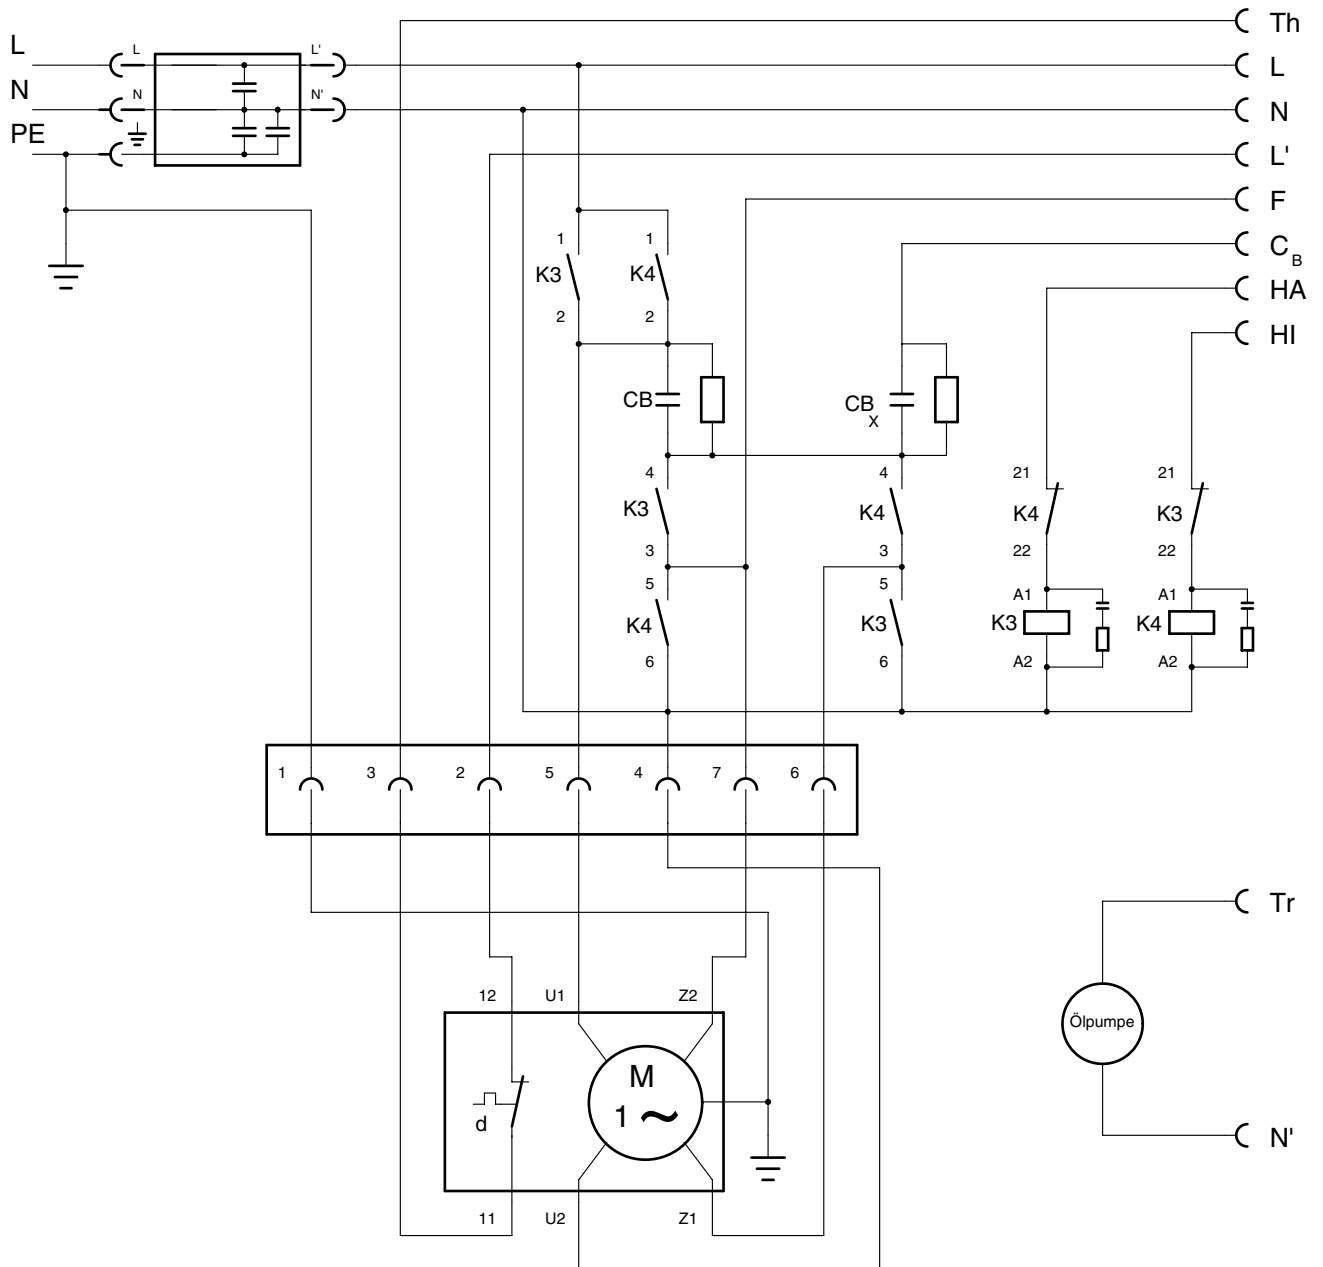 Th
L L L' L
N N N' N
PE
L'
F
C B
HA
HI
1 1
K3 K4
2 2
CB CB X
4 4 21 21
K3 K4 K4 K3
3 3 22 22
5 5 A1 A1
K4 K3 K3 K4
6 6 A2 A2
1 3 2 5 4 7 6
Tr
12 U1 Z2
Ölpumpe
M
1 ~
d
N'
11 U2 Z1